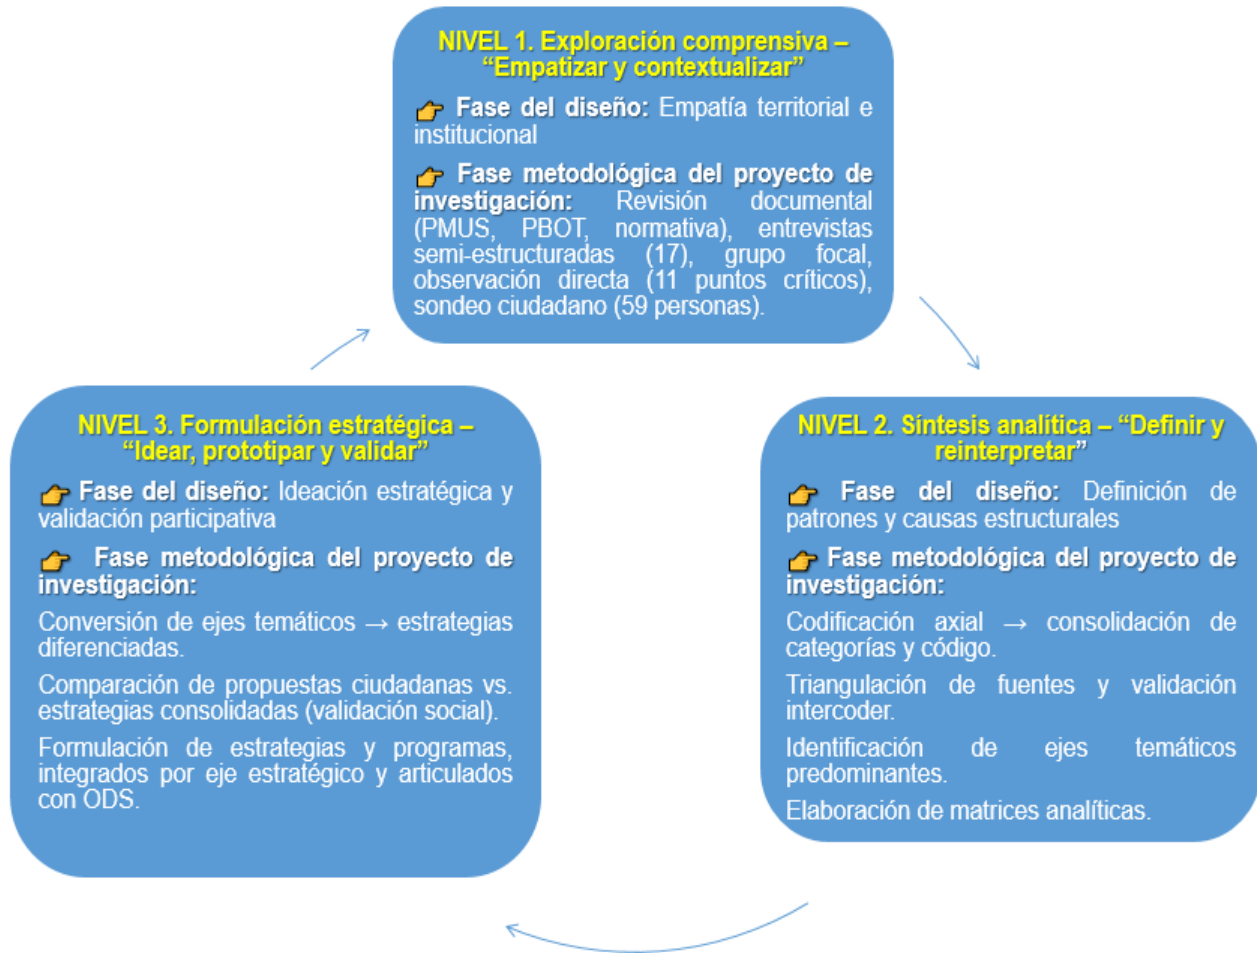 NIVEL 1. Exploración comprensiva –
“Empatizar y contextualizar”
👉 Fase del diseño: Empatía territorial e
institucional
👉 Fase metodológica del proyecto de
investigación: Revisión documental
(PMUS, PBOT, normativa), entrevistas
semi-estructuradas (17), grupo focal,
observación directa (11 puntos críticos),
sondeo ciudadano (59 personas).
NIVEL 2. Síntesis analítica – “Definir y
reinterpretar”
👉 Fase del diseño: Definición de
patrones y causas estructurales
👉 Fase metodológica del proyecto de
investigación:
Codificación axial → consolidación de
categorías y código.
Triangulación de fuentes y validación
intercoder.
Identificación de ejes temáticos
predominantes.
Elaboración de matrices analíticas.
NIVEL 3. Formulación estratégica –
“Idear, prototipar y validar”
👉 Fase del diseño: Ideación estratégica y
validación participativa
👉 Fase metodológica del proyecto de
investigación:
Conversión de ejes temáticos → estrategias
diferenciadas.
Comparación de propuestas ciudadanas vs.
estrategias consolidadas (validación social).
Formulación de estrategias y programas,
integrados por eje estratégico y articulados
con ODS.